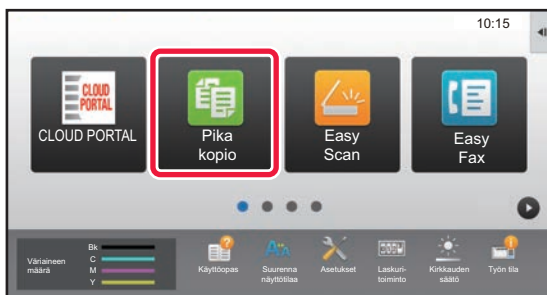 10:15
CLOUD
PORTAL
CLOUD PORTAL
Pika
kopio
Easy
Scan
Easy
Fax
Väriaineen
määrä
Bk
C
M
Y
Käyttöopas
Suurenna
näyttötilaa
Asetukset
Laskuri-
toiminto
Kirkkauden
säätö
Työn tila